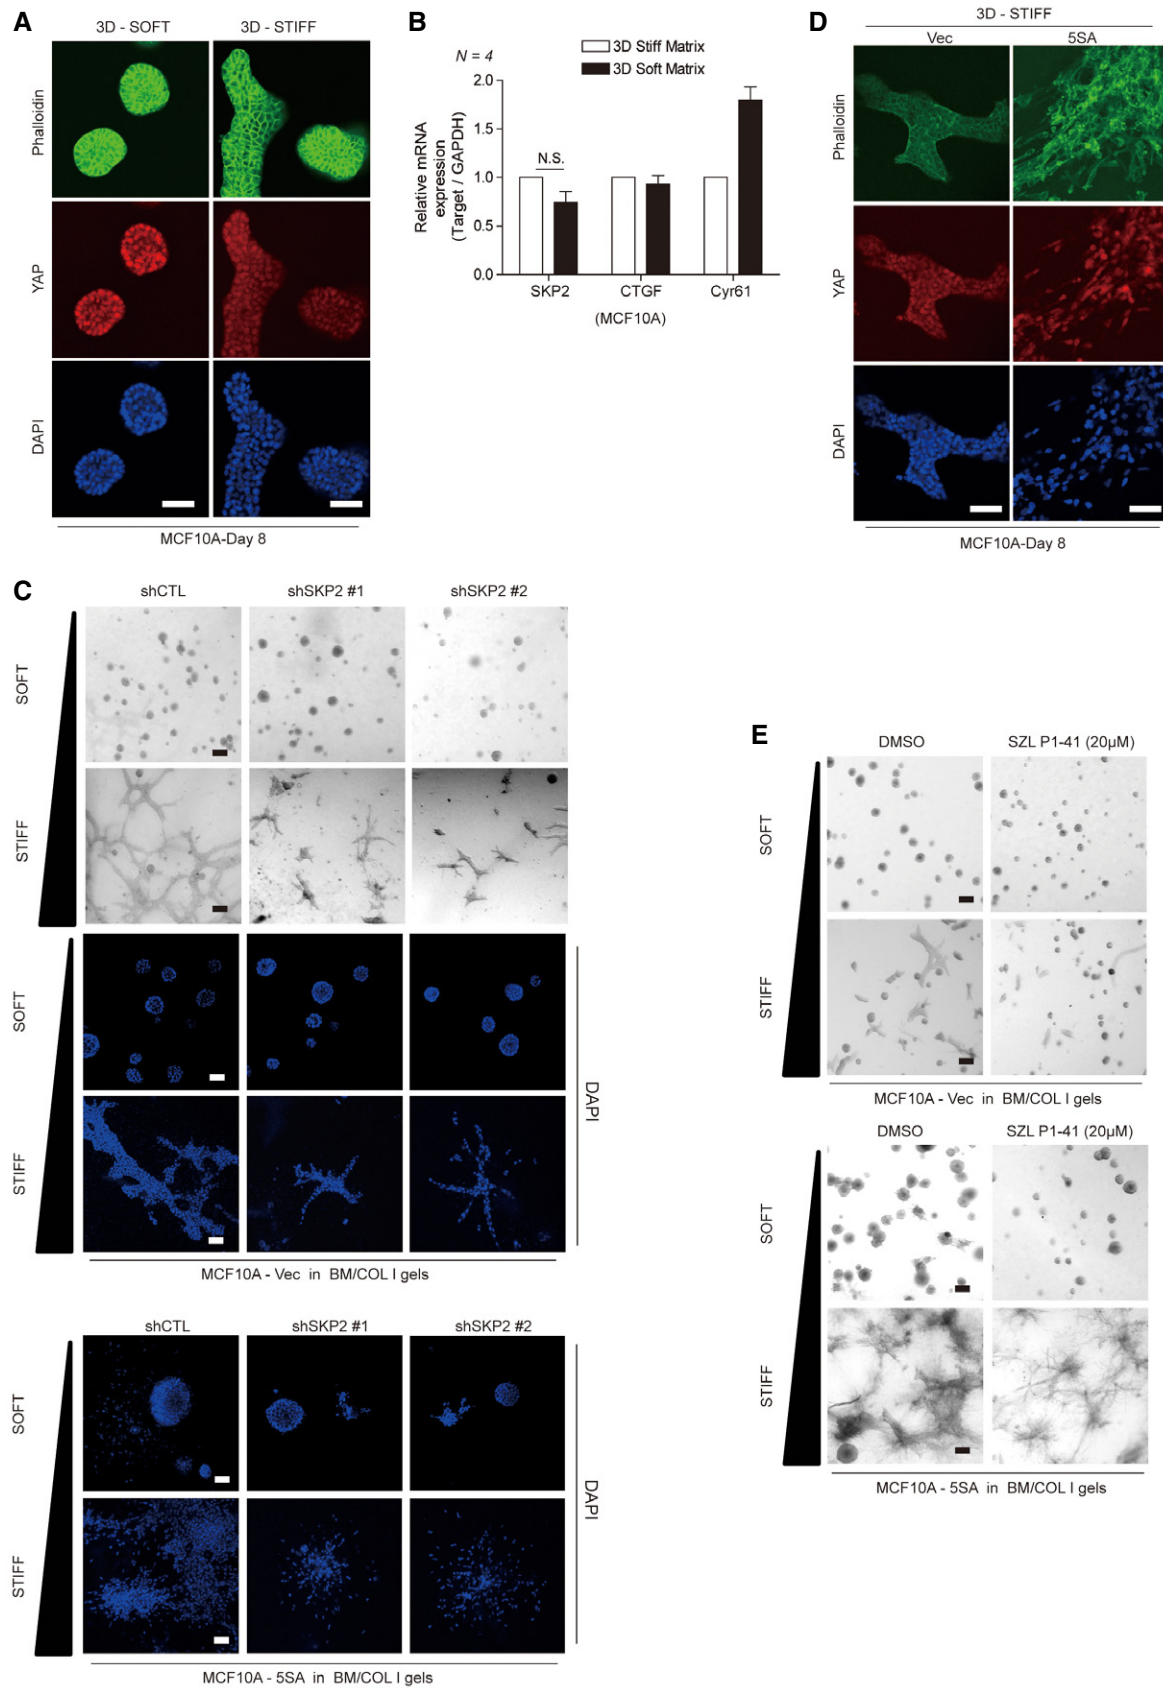 A
3D - SOFT
3D - STIFF
Phalloidin
YAP
DAPI
MCF10A-Day 8
B
N = 4
3D Stiff Matrix
3D Soft Matrix
Relative mRNA
expression
(Target / GAPDH)
2.0
1.5
1.0
0.5
0.0
N.S.
SKP2
CTGF
Cyr61
(MCF10A)
D
3D - STIFF
Vec
5SA
Phalloidin
YAP
DAPI
MCF10A-Day 8
C
shCTL
shSKP2 #1
shSKP2 #2
SOFT
STIFF
SOFT
STIFF
DAPI
MCF10A - Vec in BM/COL I gels
shCTL
shSKP2 #1
shSKP2 #2
SOFT
STIFF
DAPI
MCF10A - 5SA in BM/COL I gels
E
DMSO
SZL P1-41 (20μM)
SOFT
STIFF
MCF10A - Vec in BM/COL I gels
DMSO
SZL P1-41 (20μM)
SOFT
STIFF
MCF10A - 5SA in BM/COL I gels